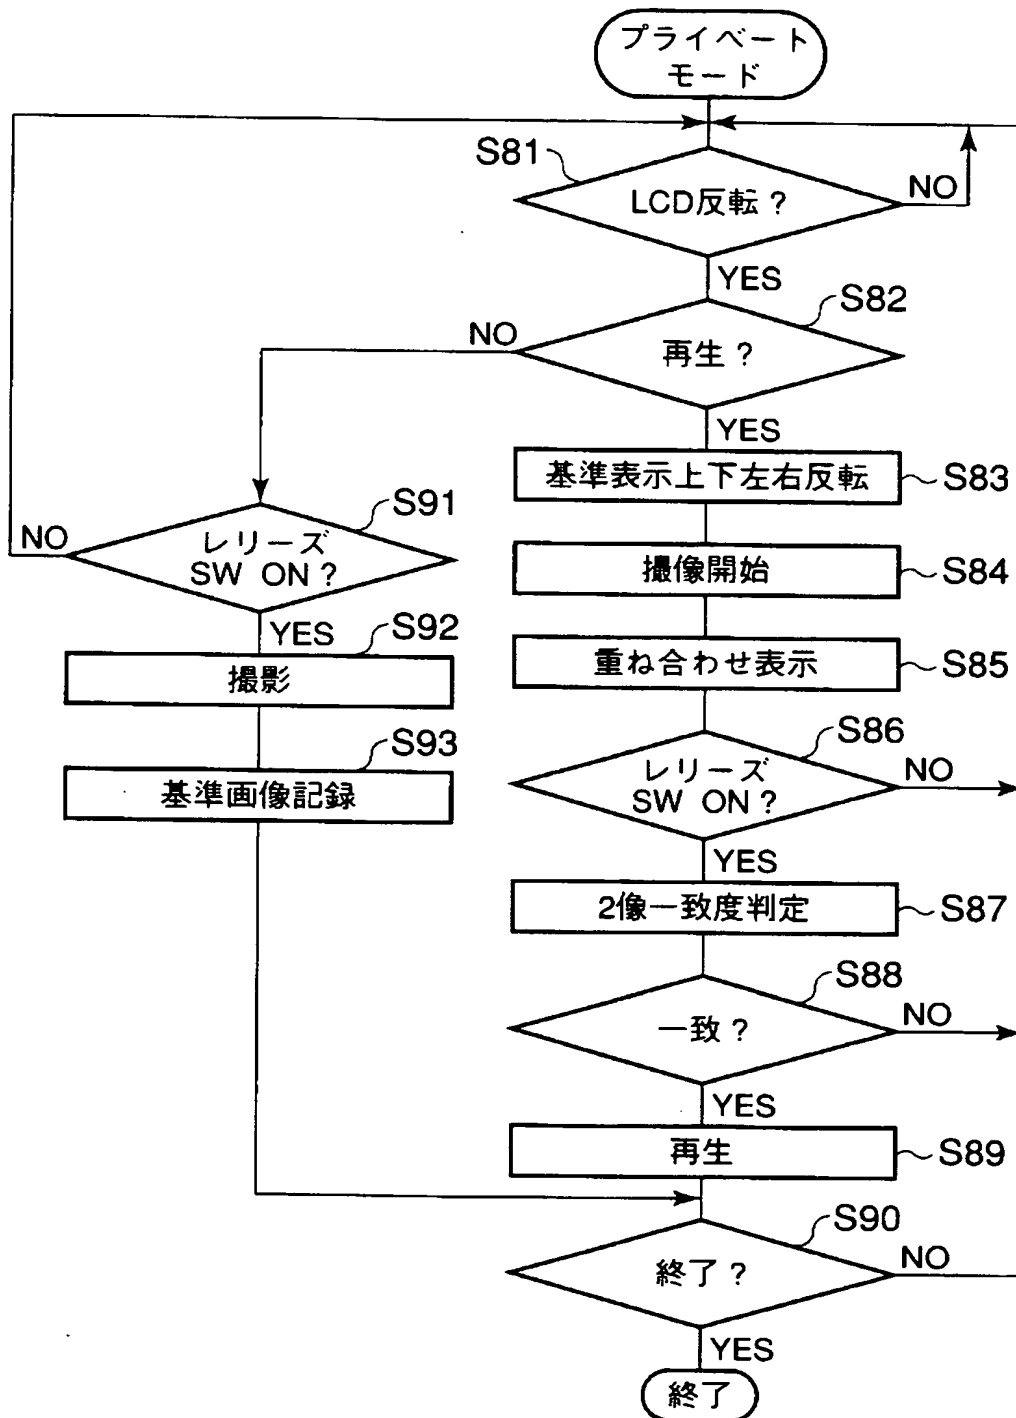 プライベート
モード
S81
LCD反転？
NO
YES
S82
再生？
NO
YES
基準表示上下左右反転
S83
S91
レリーズ
SW ON？
NO
YES
撮像開始
S84
S92
撮影
重ね合わせ表示
S85
S93
基準画像記録
S86
レリーズ
SW ON？
NO
YES
2像一致度判定
S87
S88
一致？
NO
YES
再生
S89
S90
終了？
NO
YES
終了